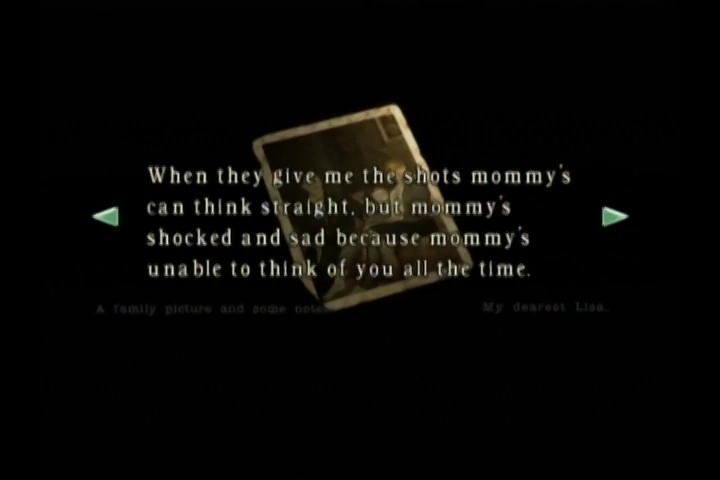 When they give me the shots mommy's
can think straight, but mommy's
shocked and sad because mommy's
unable to think of you all the time.
A family picture and some notes
My dearest Lisa.